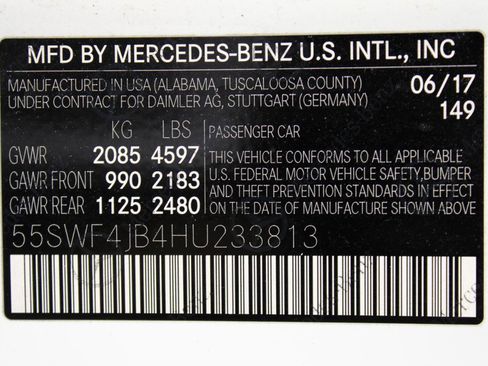 MFD BY MERCEDES-BENZ U.S. INTL., INC
MANUFACTURED IN USA (ALABAMA, TUSCALOOSA COUNTY) 06/17
UNDER CONTRACT FOR DAIMLER AG, STUTTGART (GERMANY) 149
KG LBS PASSENGER CAR
GVWR 2085 4597
GAWR FRONT 990 2183
GAWR REAR 1125 2480
THIS VEHICLE CONFORMS TO ALL APPLICABLE
U.S. FEDERAL MOTOR VEHICLE SAFETY, BUMPER
AND THEFT PREVENTION STANDARDS IN EFFECT
ON THE DATE OF MANUFACTURE SHOWN ABOVE
55SWF4JB4HU233813